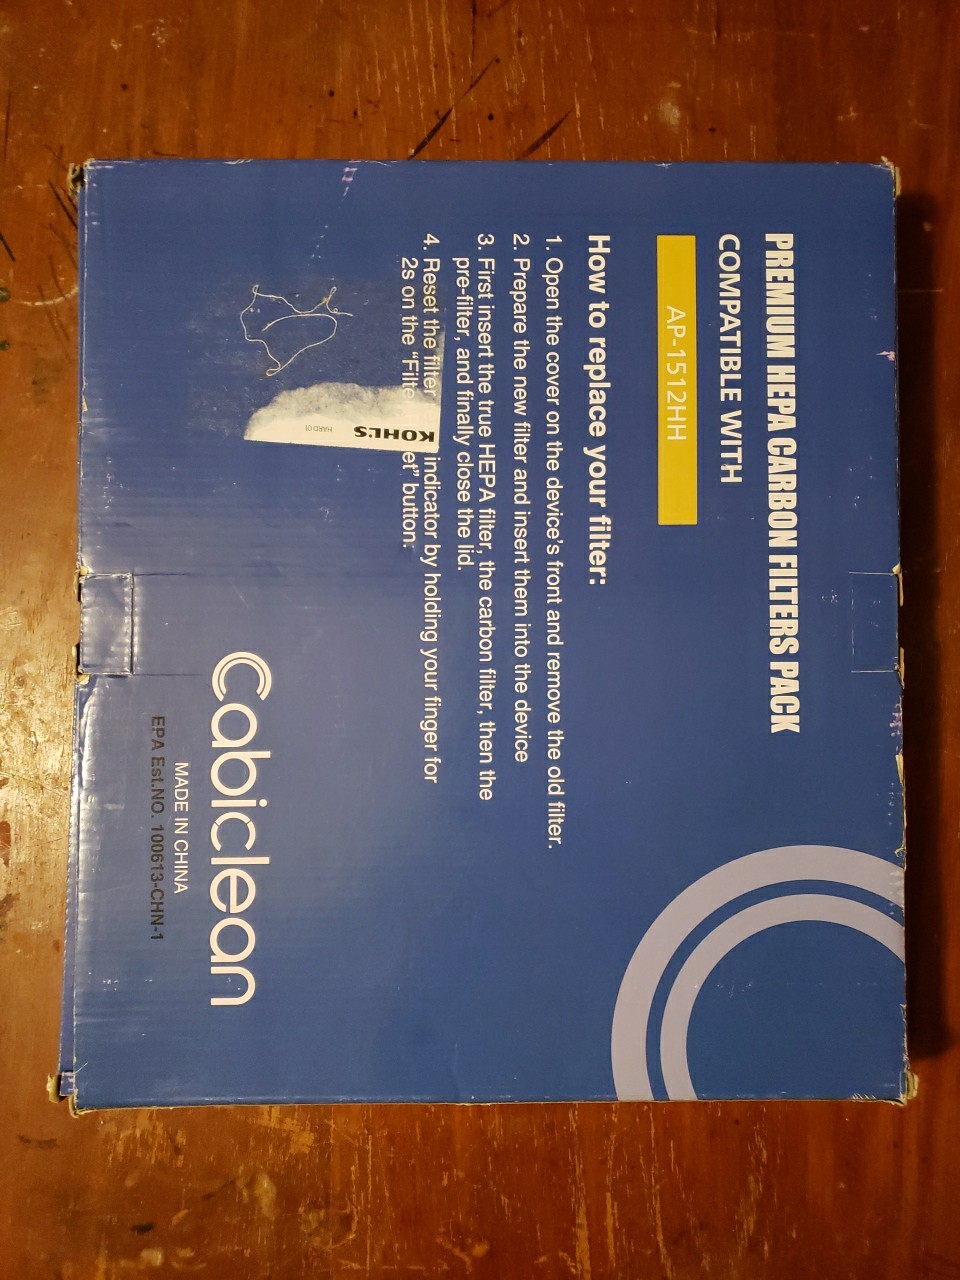 PREMIUM HEPA CARBON FILTERS PACK
COMPATIBLE WITH
AP-1512HH
How to replace your filter:
1. Open the cover on the device's front and remove the old filter.
2. Prepare the new filter and insert them into the device
3. First insert the true HEPA filter, the carbon filter, then the
pre-filter, and finally close the lid.
4. Reset the filter indicator by holding your finger for
2s on the "Filte et" button.
KOHL'S
HARD 01
Cabiclean
MADE IN CHINA
EPA Est.NO. 100613-CHN-1